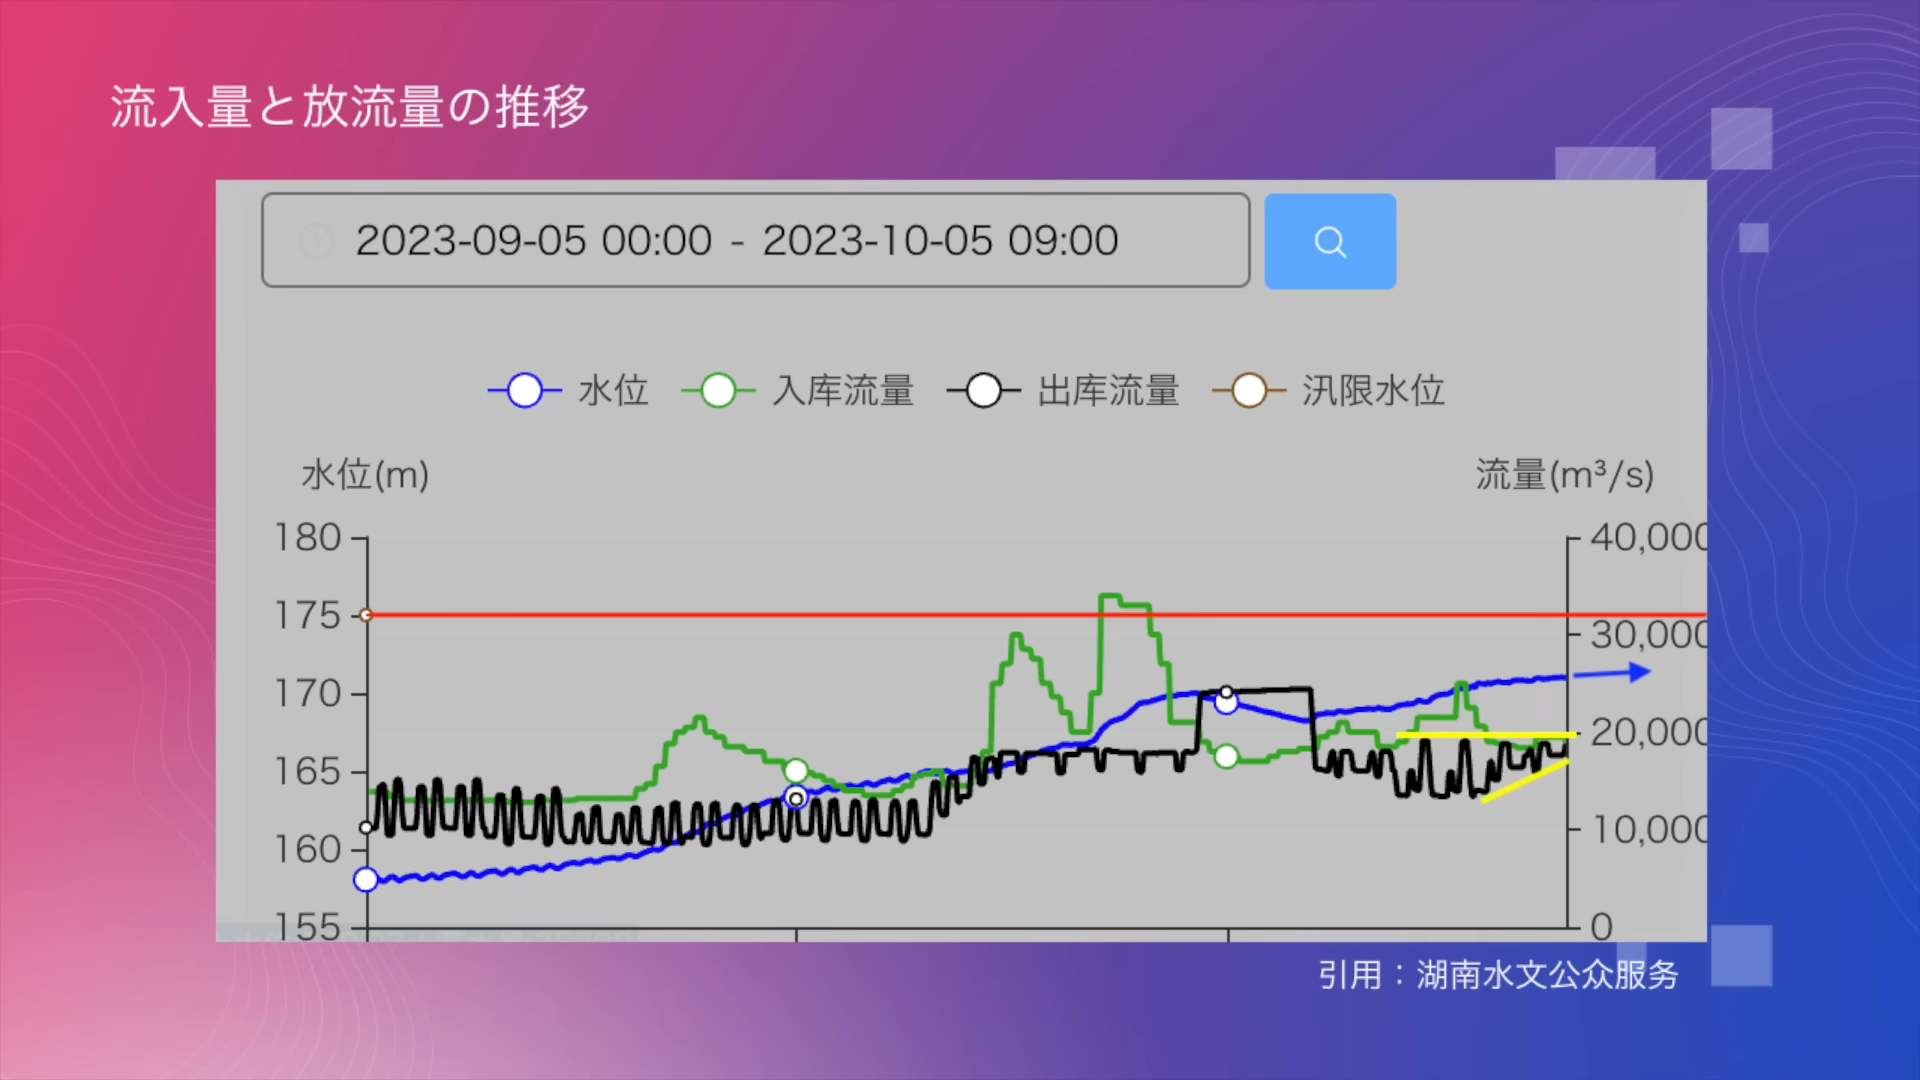 流入量と放流量の推移
2023-09-05 00:00 - 2023-10-05 09:00
水位 入库流量 出库流量 汛限水位
水位(m) 流量(m³/s)
180 40,000
175
30,000
170
20,000
165
10,000
160
155 0
引用：湖南水文公众服务